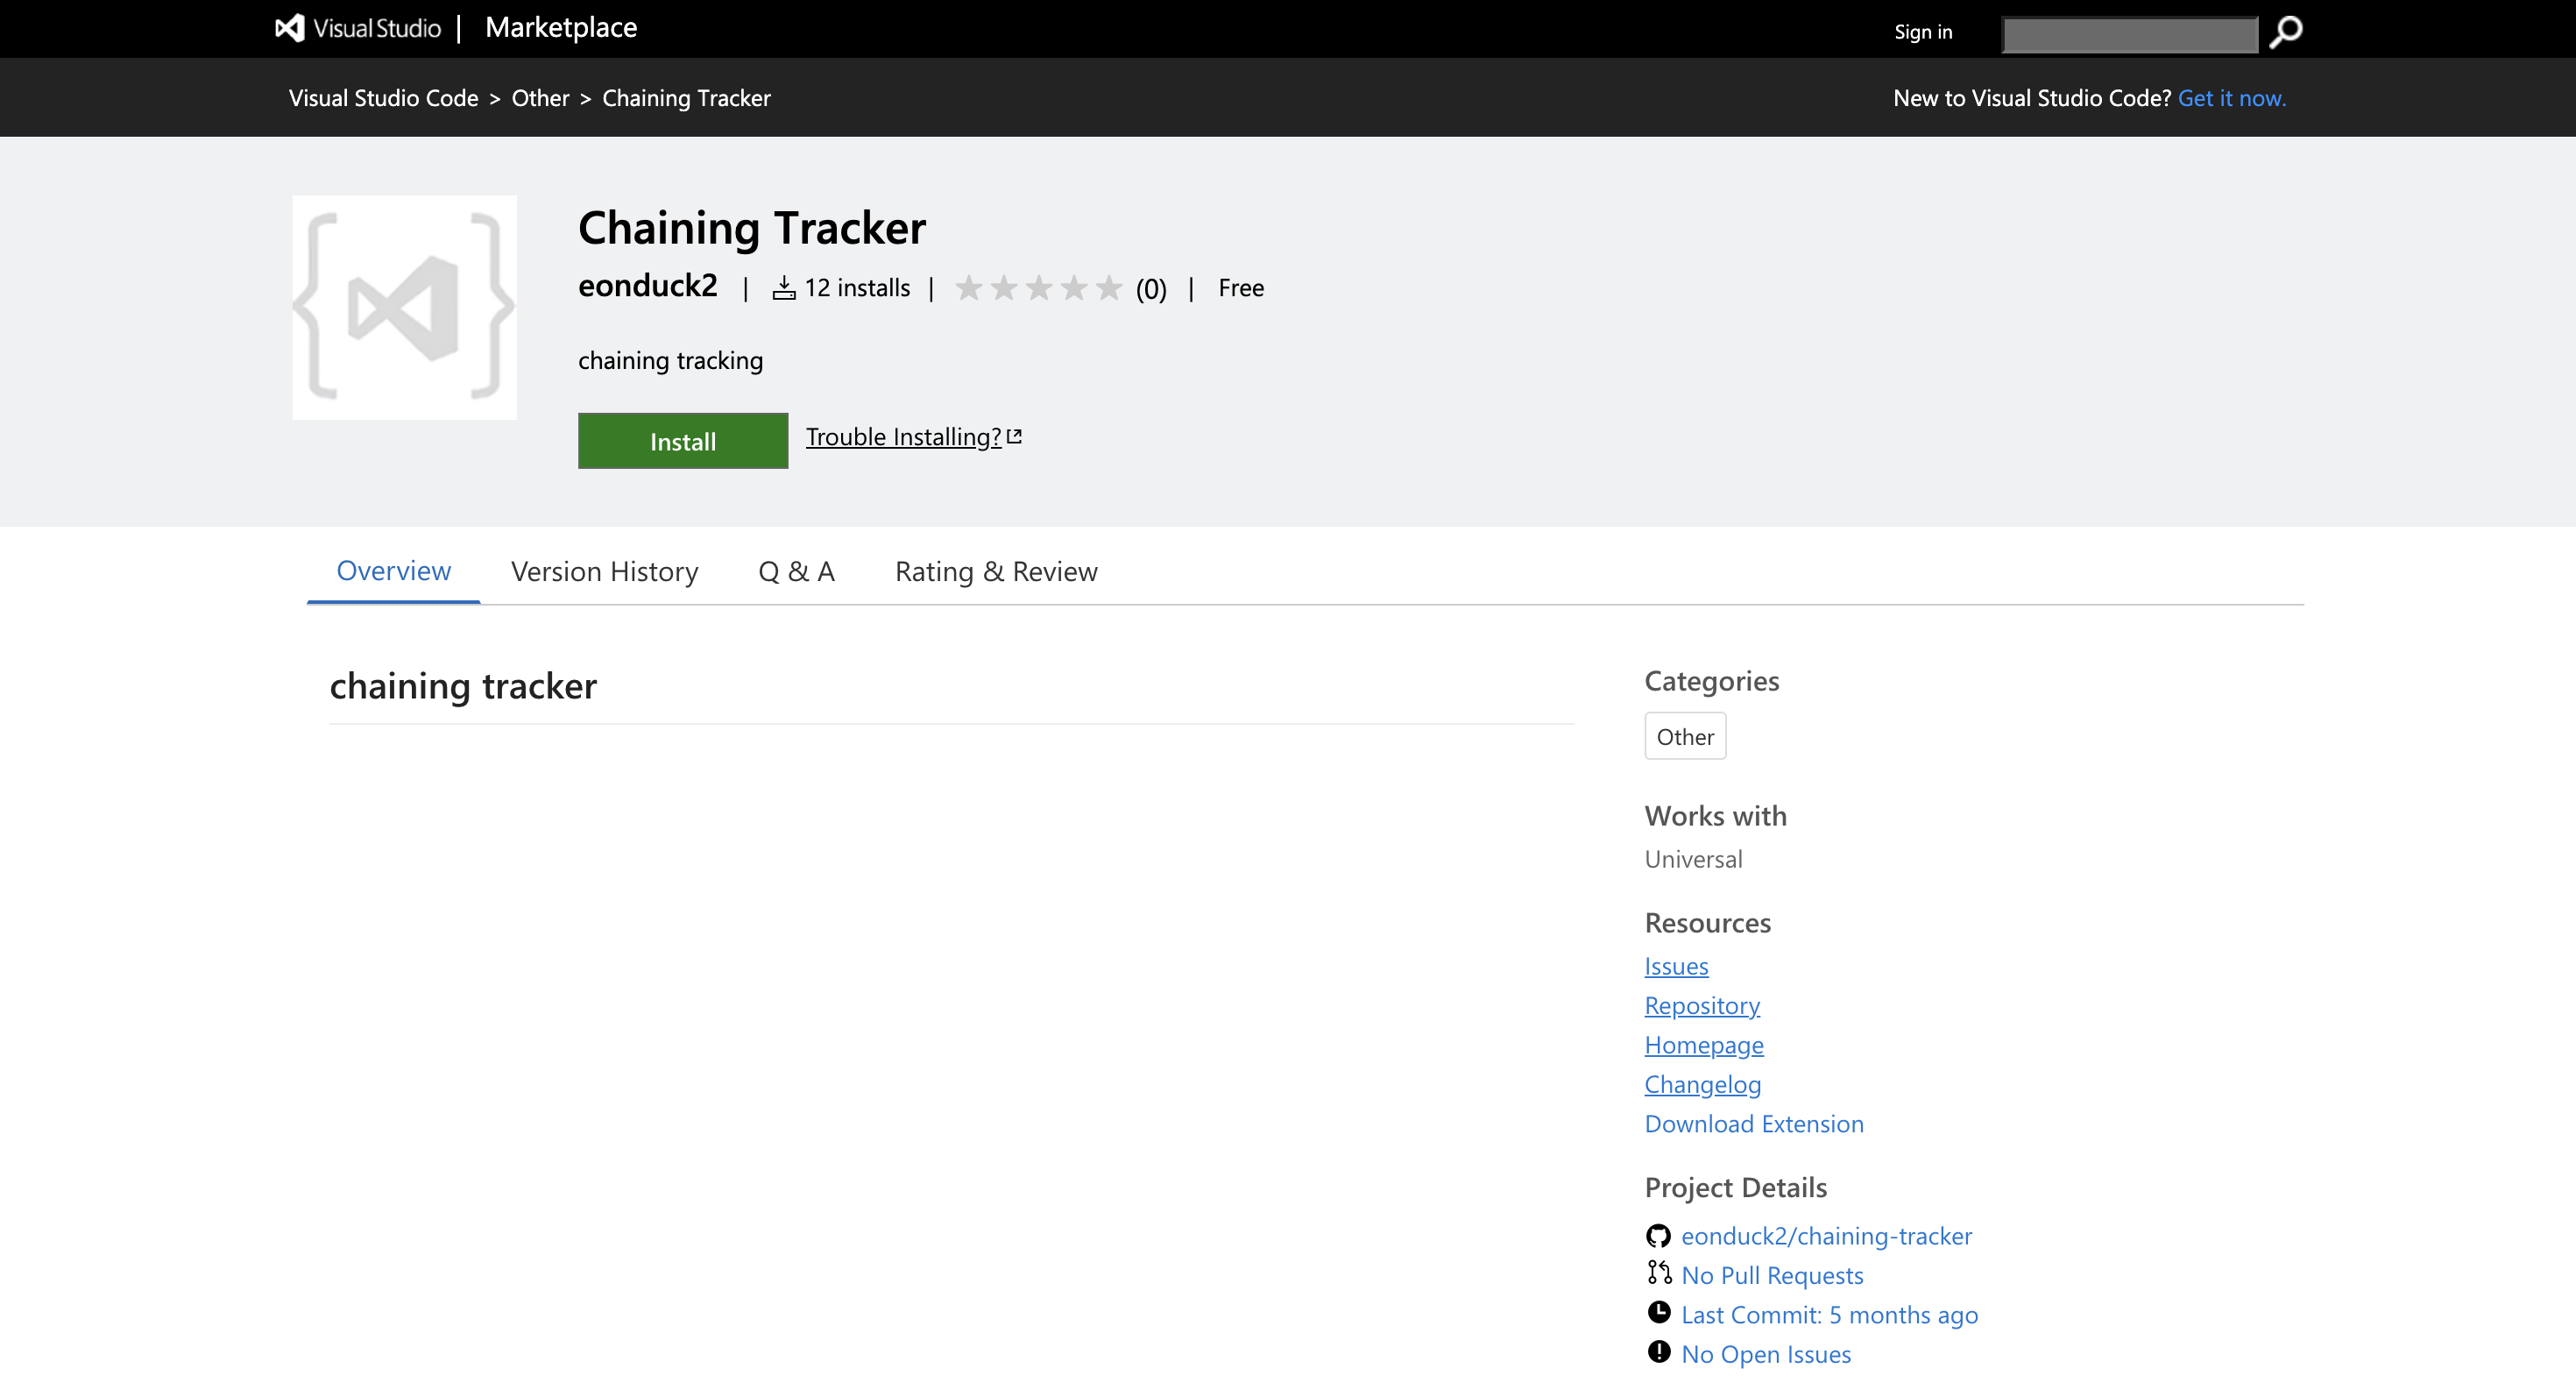 Visual Studio | Marketplace
Sign in
Visual Studio Code > Other > Chaining Tracker
New to Visual Studio Code? Get it now.
Chaining Tracker
eonduck2 | 12 installs | (0) | Free
chaining tracking
Install
Trouble Installing?
Overview
Version History
Q & A
Rating & Review
chaining tracker
Categories
Other
Works with
Universal
Resources
Issues
Repository
Homepage
Changelog
Download Extension
Project Details
eonduck2/chaining-tracker
No Pull Requests
Last Commit: 5 months ago
No Open Issues